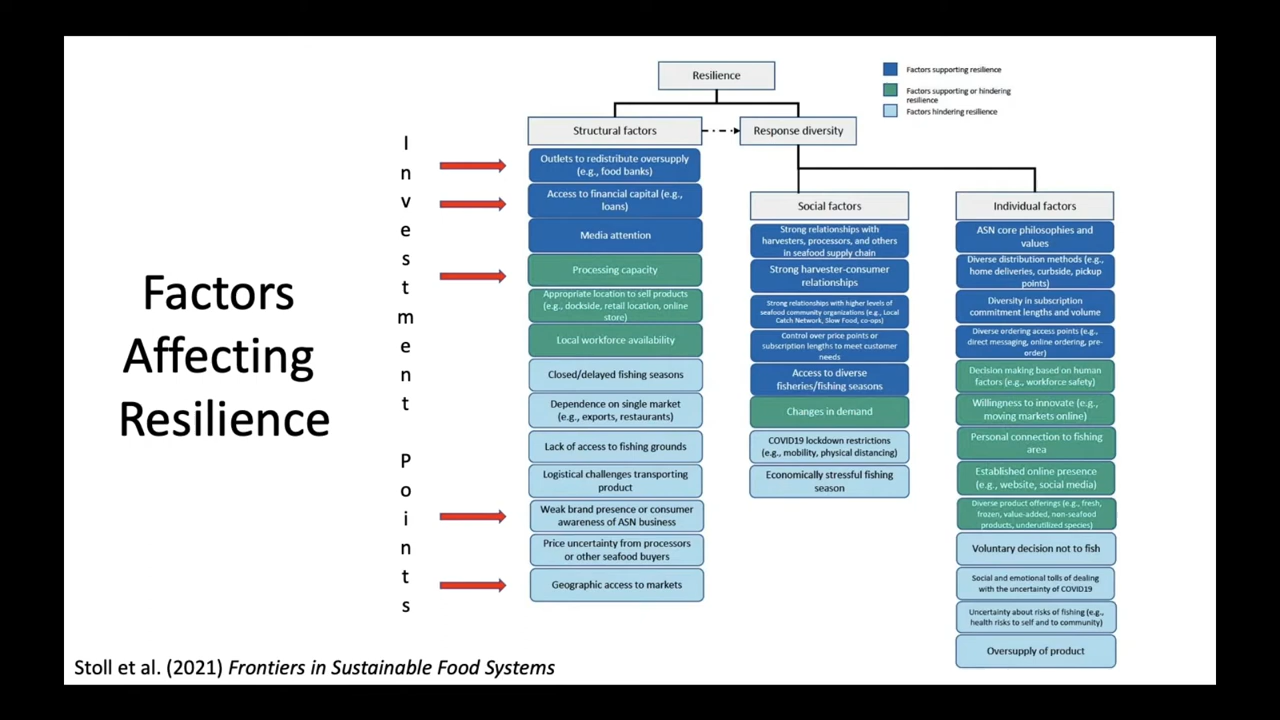 Factors
Affecting
Resilience
I
n
v
e
s
t
m
e
n
t
P
o
i
n
t
s
Resilience
Factors supporting resilience
Factors supporting or hindering
resilience
Factors hindering resilience
Structural factors
Response diversity
Outlets to redistribute oversupply
(e.g., food banks)
Access to financial capital (e.g.,
loans)
Media attention
Processing capacity
Appropriate location to sell products
(e.g., dockside, retail location, online
store)
Local workforce availability
Closed/delayed fishing seasons
Dependence on single market
(e.g., exports, restaurants)
Lack of access to fishing grounds
Logistical challenges transporting
product
Weak brand presence or consumer
awareness of ASN business
Price uncertainty from processors
or other seafood buyers
Geographic access to markets
Social factors
Strong relationships with
harvesters, processors, and others
in seafood supply chain
Strong harvester-consumer
relationships
Strong relationships with higher levels of
seafood community organizations (e.g., Local
Catch Network, Slow Food, co-ops)
Control over price points or
subscription lengths to meet customer
needs
Access to diverse
fisheries/fishing seasons
Changes in demand
COVID19 lockdown restrictions
(e.g., mobility, physical distancing)
Economically stressful fishing
season
Individual factors
ASN core philosophies and
values
Diverse distribution methods (e.g.,
home deliveries, curbside, pickup
points)
Diversity in subscription
commitment lengths and volume
Diverse ordering access points (e.g.,
direct messaging, online ordering, pre-
order)
Decision making based on human
factors (e.g., workforce safety)
Willingness to innovate (e.g.,
moving markets online)
Personal connection to fishing
area
Established online presence
(e.g., website, social media)
Diverse product offerings (e.g., fresh,
frozen, value-added, non-seafood
products, underutilized species)
Voluntary decision not to fish
Social and emotional tolls of dealing
with the uncertainty of COVID19
Uncertainty about risks of fishing (e.g.,
health risks to self and to community)
Oversupply of product
Stoll et al. (2021) Frontiers in Sustainable Food Systems